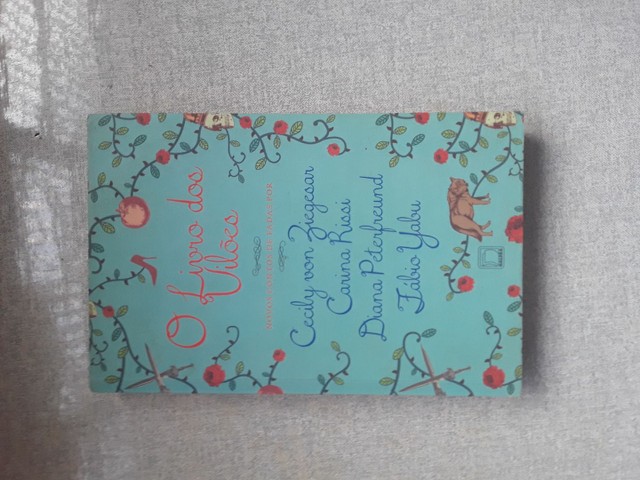 O Livro dos
Vilões
Cecily von Ziegesar
Carina Rissi
Diana Peterfreund
Fábio Yabu